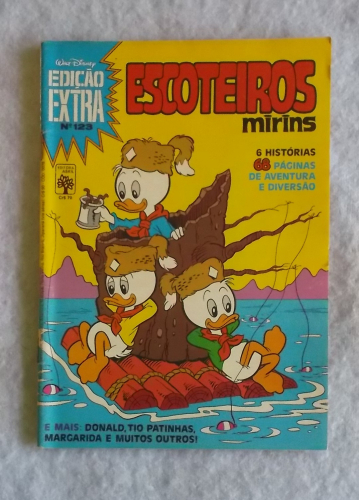 Walt Disney
EDIÇÃO
EXTRA
Nº 123
ESCOTEIROS
mirins
6 HISTÓRIAS
68 PÁGINAS
DE AVENTURA
E DIVERSÃO
E MAIS: DONALD, TIO PATINHAS,
MARGARIDA E MUITOS OUTROS!